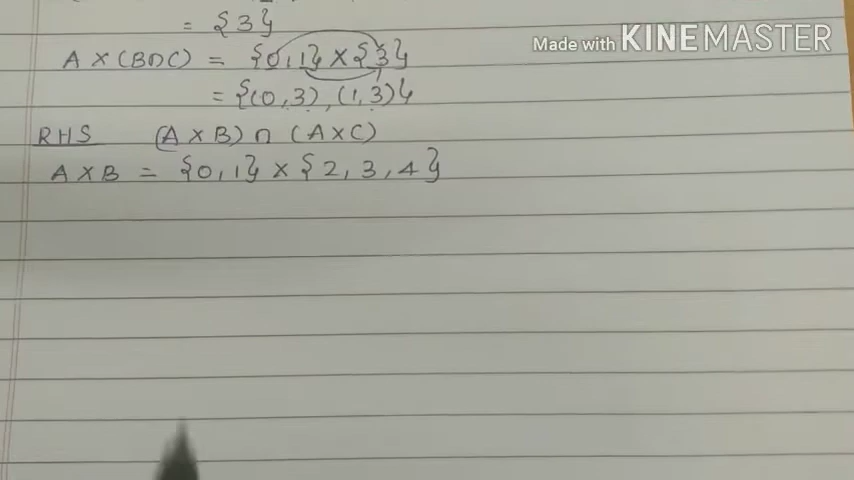 = {3}
A × (B∩C) = {0,1} × {3}
= {(0,3), (1,3)}
RHS (A × B) ∩ (A×C)
A×B = {0,1} × {2,3,4}
Made with KINEMASTER